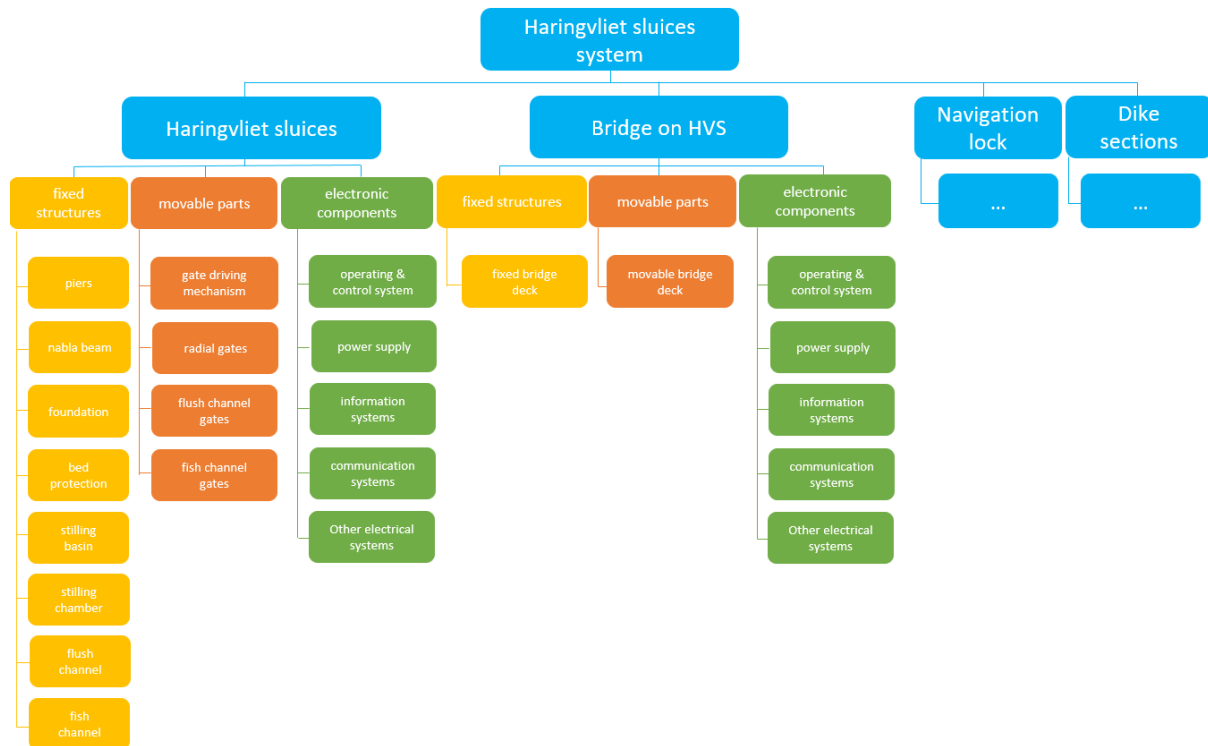 Haringvliet sluices
system
Haringvliet sluices
Bridge on HVS
Navigation
lock
Dike
sections
fixed
structures
movable parts
electronic
components
fixed structures
movable parts
electronic
components
...
...
piers
nabla beam
foundation
bed
protection
stilling
basin
stilling
chamber
flush
channel
fish
channel
gate driving
mechanism
radial gates
flush channel
gates
fish channel
gates
operating &
control system
power supply
information
systems
communication
systems
Other electrical
systems
fixed bridge
deck
movable bridge
deck
operating &
control system
power supply
information
systems
communication
systems
Other electrical
systems